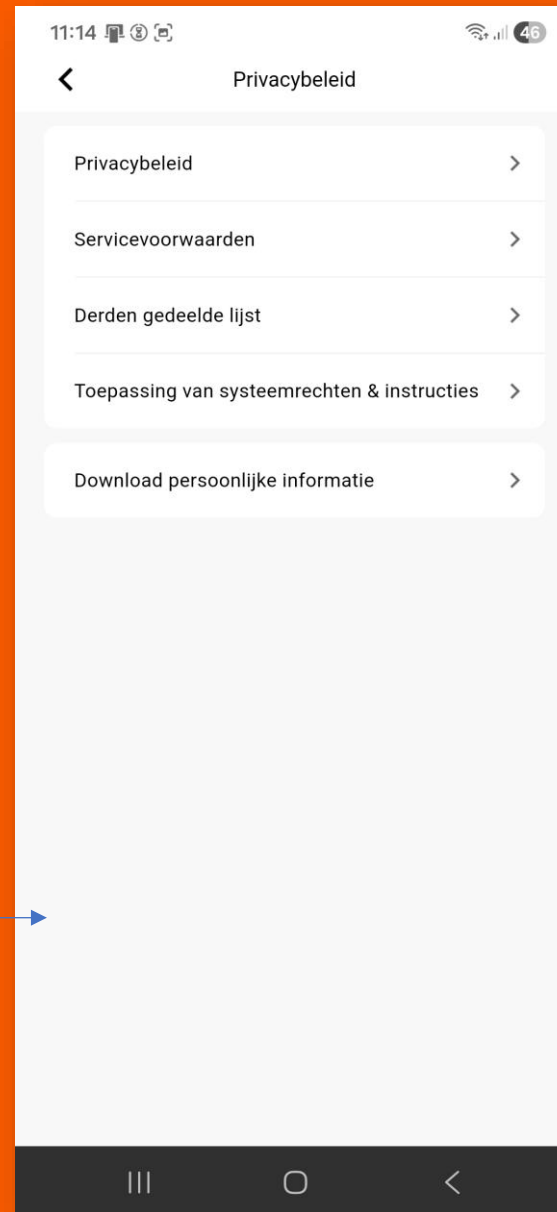 11:14
46
Privacybeleid
Privacybeleid
Servicevoorwaarden
Derden gedeelde lijst
Toepassing van systeemrechten & instructies
Download persoonlijke informatie